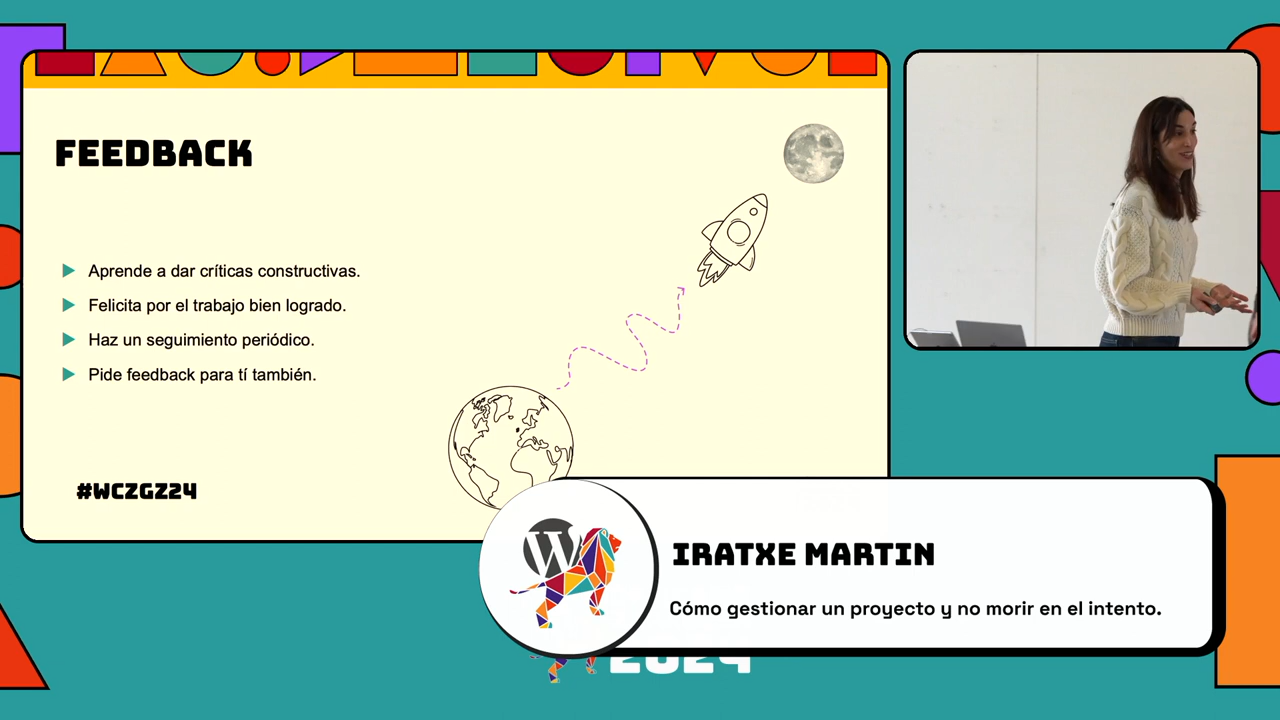 FEEDBACK
Aprende a dar críticas constructivas.
Felicita por el trabajo bien logrado.
Haz un seguimiento periódico.
Pide feedback para tí también.
#WCZGZ24
W
IRATXE MARTIN
Cómo gestionar un proyecto y no morir en el intento.
2024